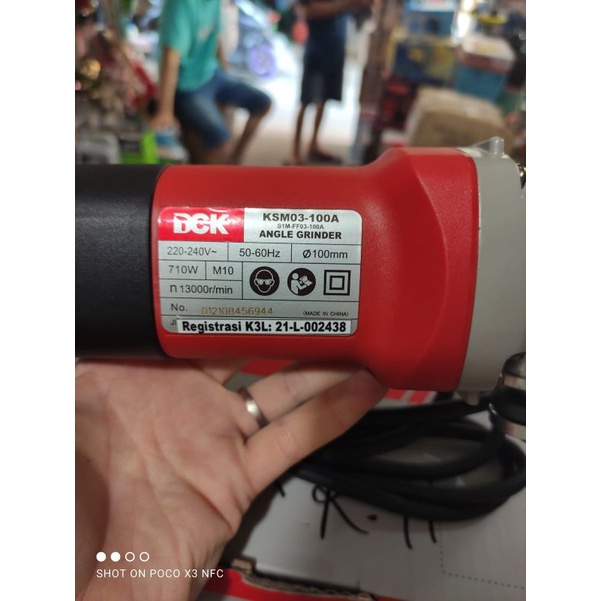 DCK
KSM03-100A
S1M-FF03-100A
ANGLE GRINDER
220-240V~ 50-60Hz Ø100mm
710W M10
n 13000r/min
No. 012108456944 (MADE IN CHINA)
Registrasi K3L: 21-L-002438
SHOT ON POCO X3 NFC